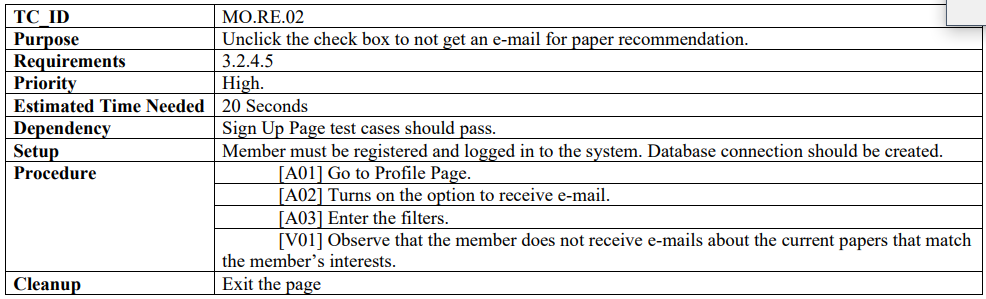 TC_ID MO.RE.02
Purpose Unclick the check box to not get an e-mail for paper recommendation.
Requirements 3.2.4.5
Priority High.
Estimated Time Needed 20 Seconds
Dependency Sign Up Page test cases should pass.
Setup Member must be registered and logged in to the system. Database connection should be created.
Procedure [A01] Go to Profile Page.
[A02] Turns on the option to receive e-mail.
[A03] Enter the filters.
[V01] Observe that the member does not receive e-mails about the current papers that match
the member’s interests.
Cleanup Exit the page